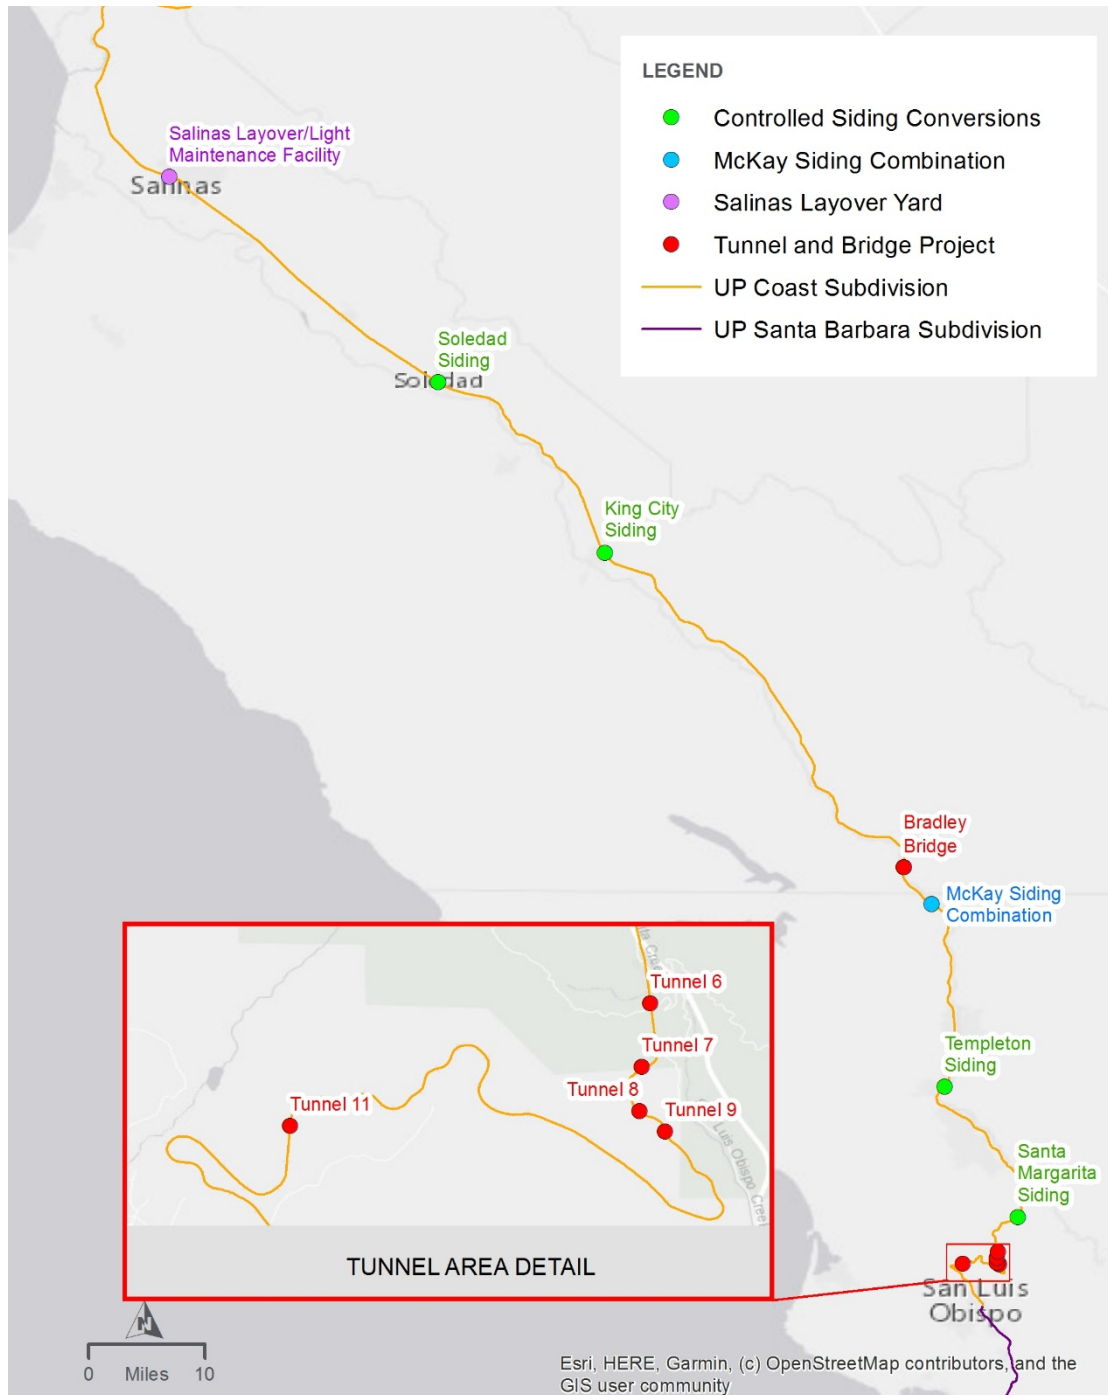 LEGEND
Controlled Siding Conversions
McKay Siding Combination
Salinas Layover Yard
Tunnel and Bridge Project
UP Coast Subdivision
UP Santa Barbara Subdivision
Salinas Layover/Light
Maintenance Facility
Salinas
Soledad
Siding
Soledad
King City
Siding
Bradley
Bridge
McKay Siding
Combination
Templeton
Siding
Santa
Margarita
Siding
San Luis
Obispo
Tunnel 6
Tunnel 7
Tunnel 8
Tunnel 9
Tunnel 11
Luis Obispo Creek
TUNNEL AREA DETAIL
N
0 Miles 10
Esri, HERE, Garmin, (c) OpenStreetMap contributors, and the
GIS user community